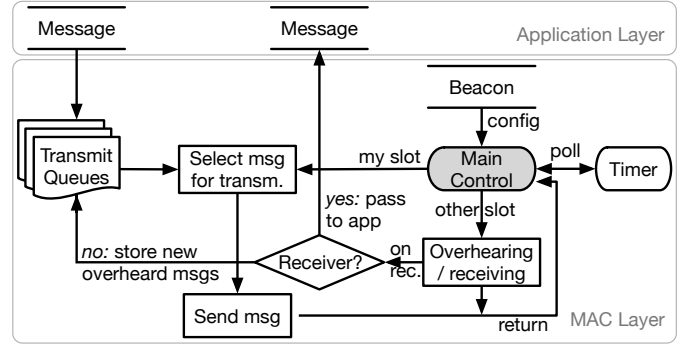 Message
Message
Application Layer
Beacon
config
Transmit
Queues
Select msg
for transm.
my slot
Main
Control
poll
Timer
yes: pass
to app
other slot
no: store new
overheard msgs
Receiver?
on
rec.
Overhearing
/ receiving
Send msg
return
MAC Layer